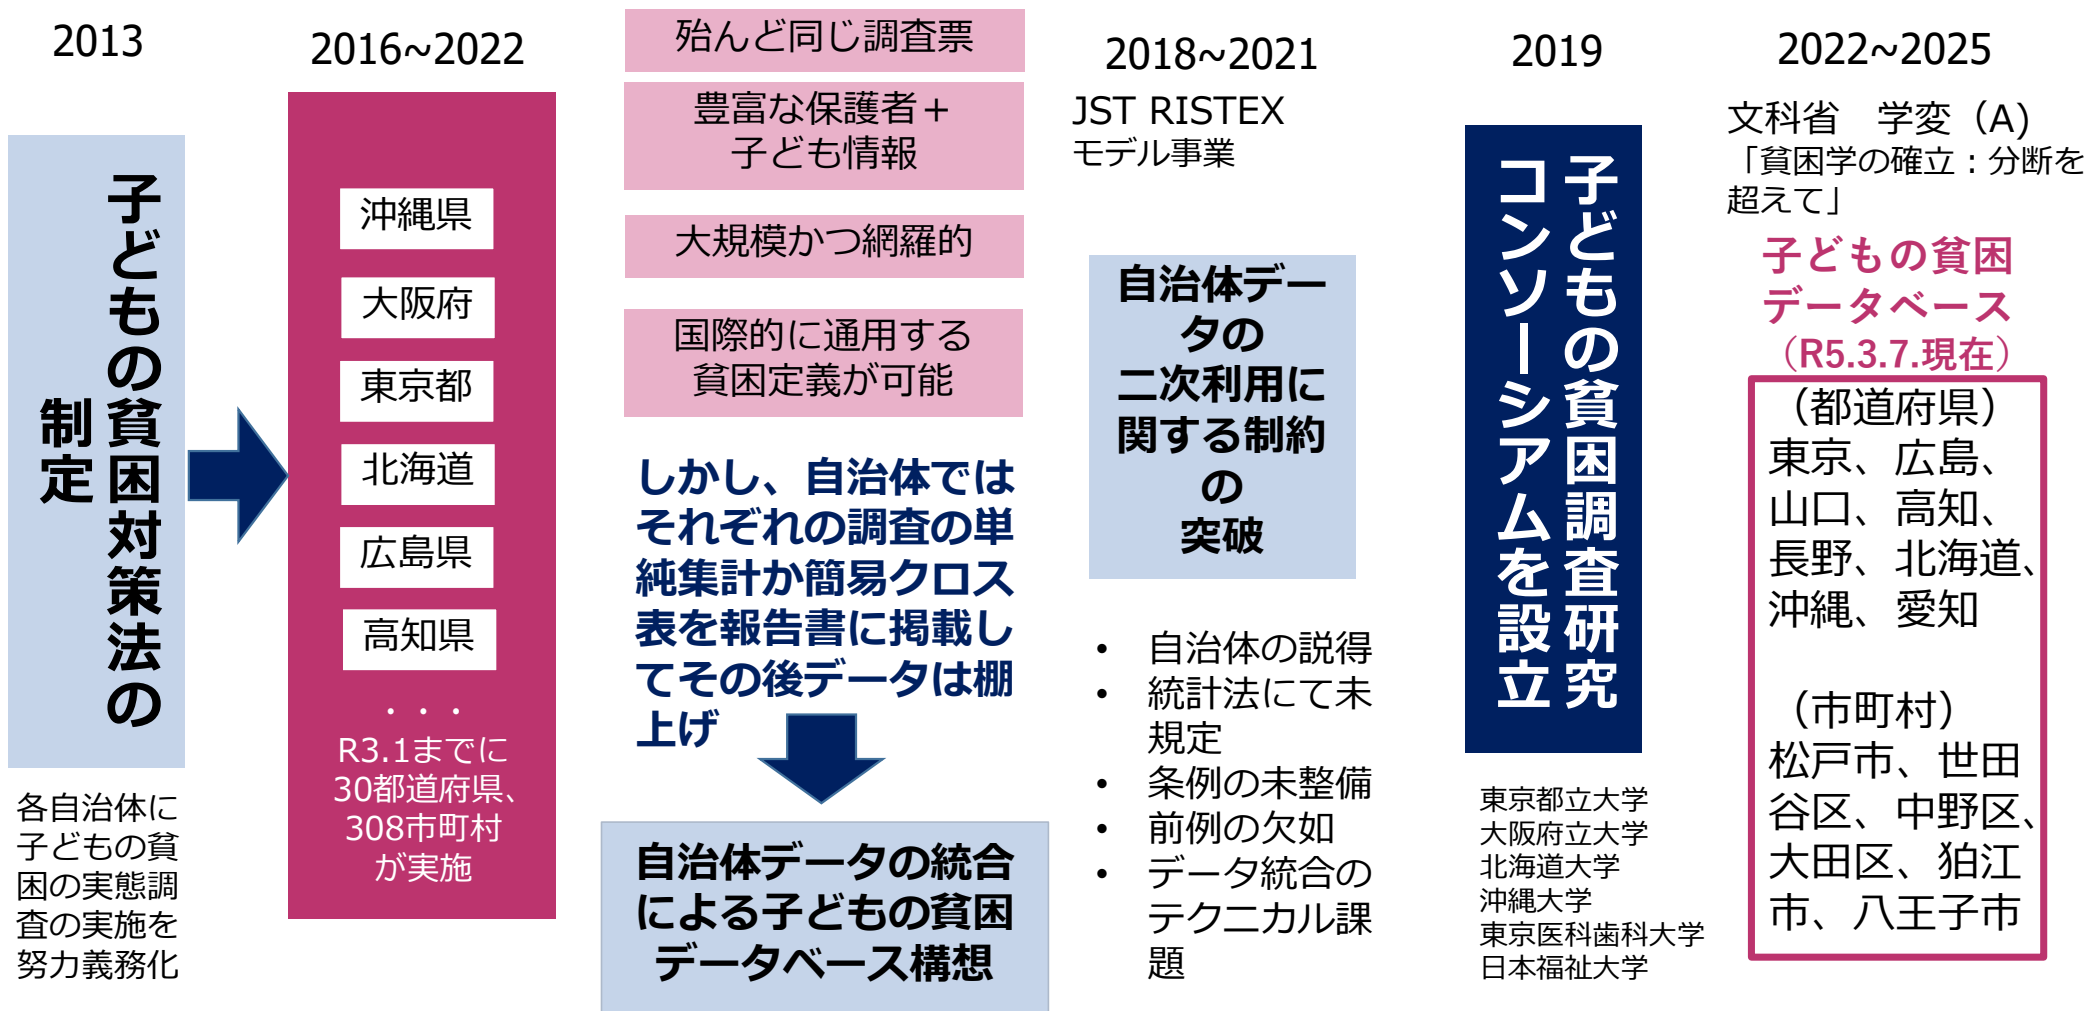 2013
子どもの貧困対策法の
制定
各自治体に
子どもの貧
困の実態調
査の実施を
努力義務化
2016~2022
沖縄県
大阪府
東京都
北海道
広島県
高知県
・・・
R3.1までに
30都道府県、
308市町村
が実施
殆んど同じ調査票
豊富な保護者＋
子ども情報
大規模かつ網羅的
国際的に通用する
貧困定義が可能
しかし、自治体では
それぞれの調査の単
純集計か簡易クロス
表を報告書に掲載し
てその後データは棚
上げ
自治体データの統合
による子どもの貧困
データベース構想
2018~2021
JST RISTEX
モデル事業
自治体デー
タの
二次利用に
関する制約
の
突破
• 自治体の説得
• 統計法にて未
規定
• 条例の未整備
• 前例の欠如
• データ統合の
テクニカル課
題
2019
子どもの貧困調査研究
コンソーシアムを設立
東京都立大学
大阪府立大学
北海道大学
沖縄大学
東京医科歯科大学
日本福祉大学
2022~2025
文科省　学変（A)
「貧困学の確立：分断を
超えて」
子どもの貧困
データベース
（R5.3.7.現在）
（都道府県）
東京、広島、
山口、高知、
長野、北海道、
沖縄、愛知
（市町村）
松戸市、世田
谷区、中野区、
大田区、狛江
市、八王子市